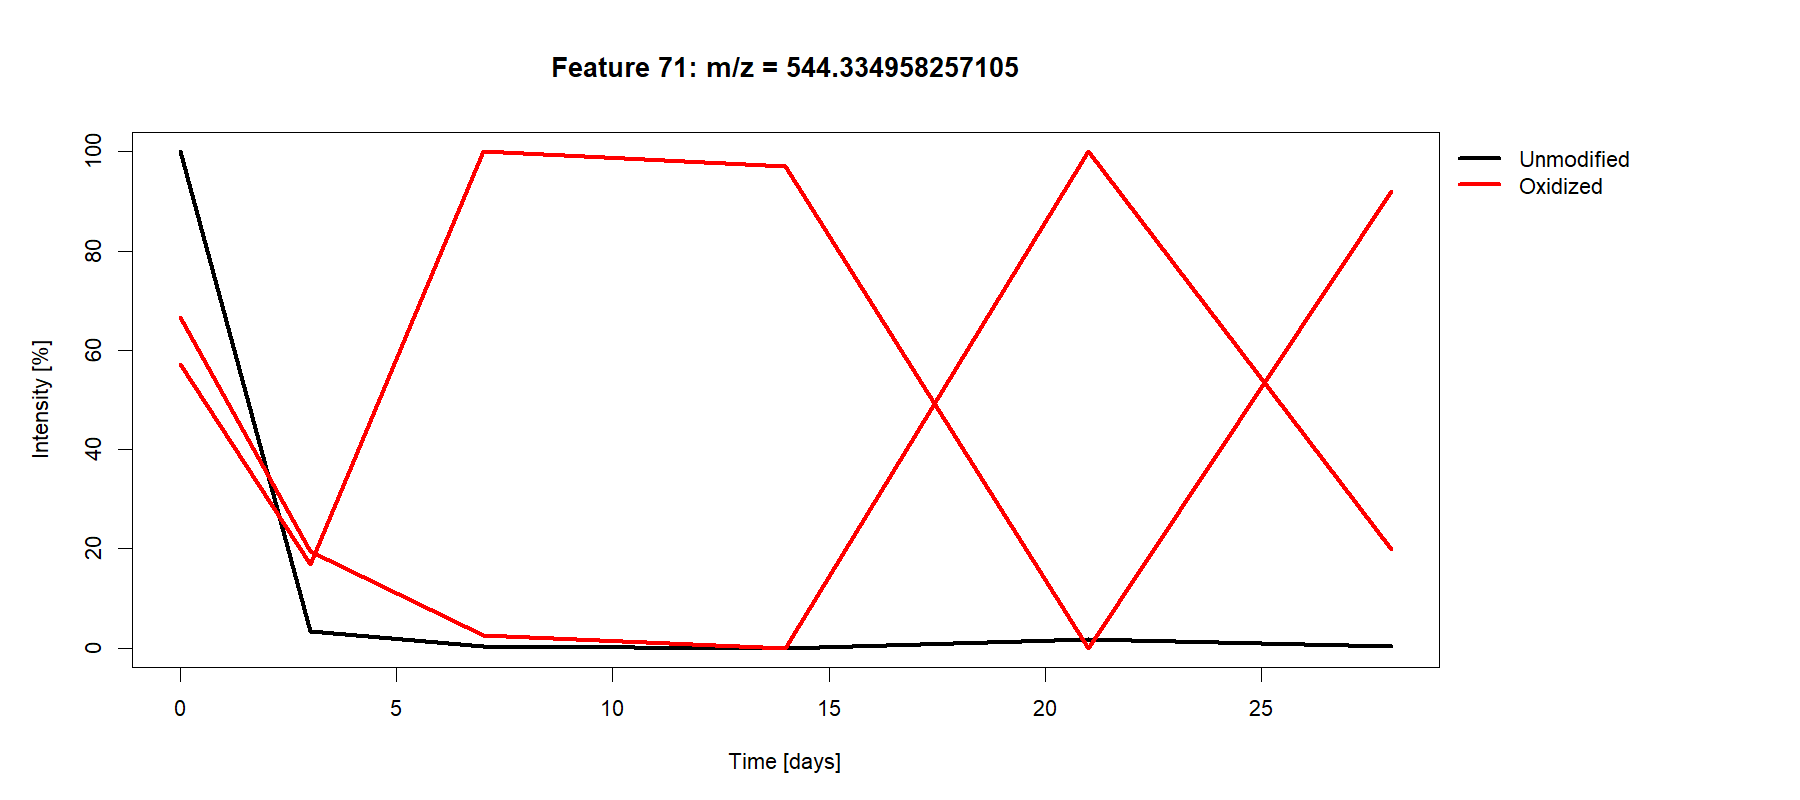 Feature 71: m/z = 544.334958257105
Unmodified
Oxidized
Intensity [%]
100
80
60
40
20
0
0 5 10 15 20 25
Time [days]